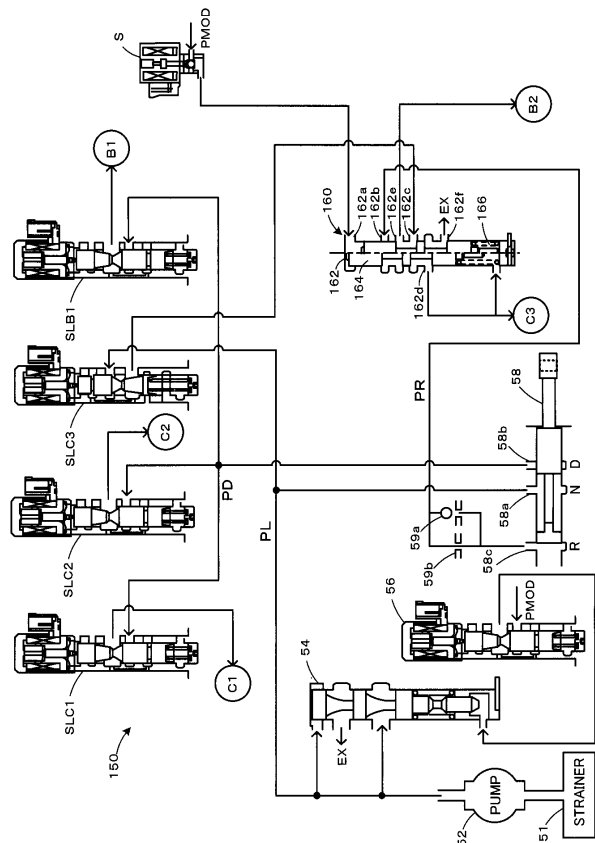 S
PMOD
B1
SLB1
B2
160
162a
162b
162e
162c
EX
162f
166
162
164
162d
C3
SLC3
C2
SLC2
PD
PL
PR
58
58b
58a
58c
D
N
R
59a
59b
SLC1
C1
150
56
PMOD
54
EX
PUMP
52
STRAINER
51